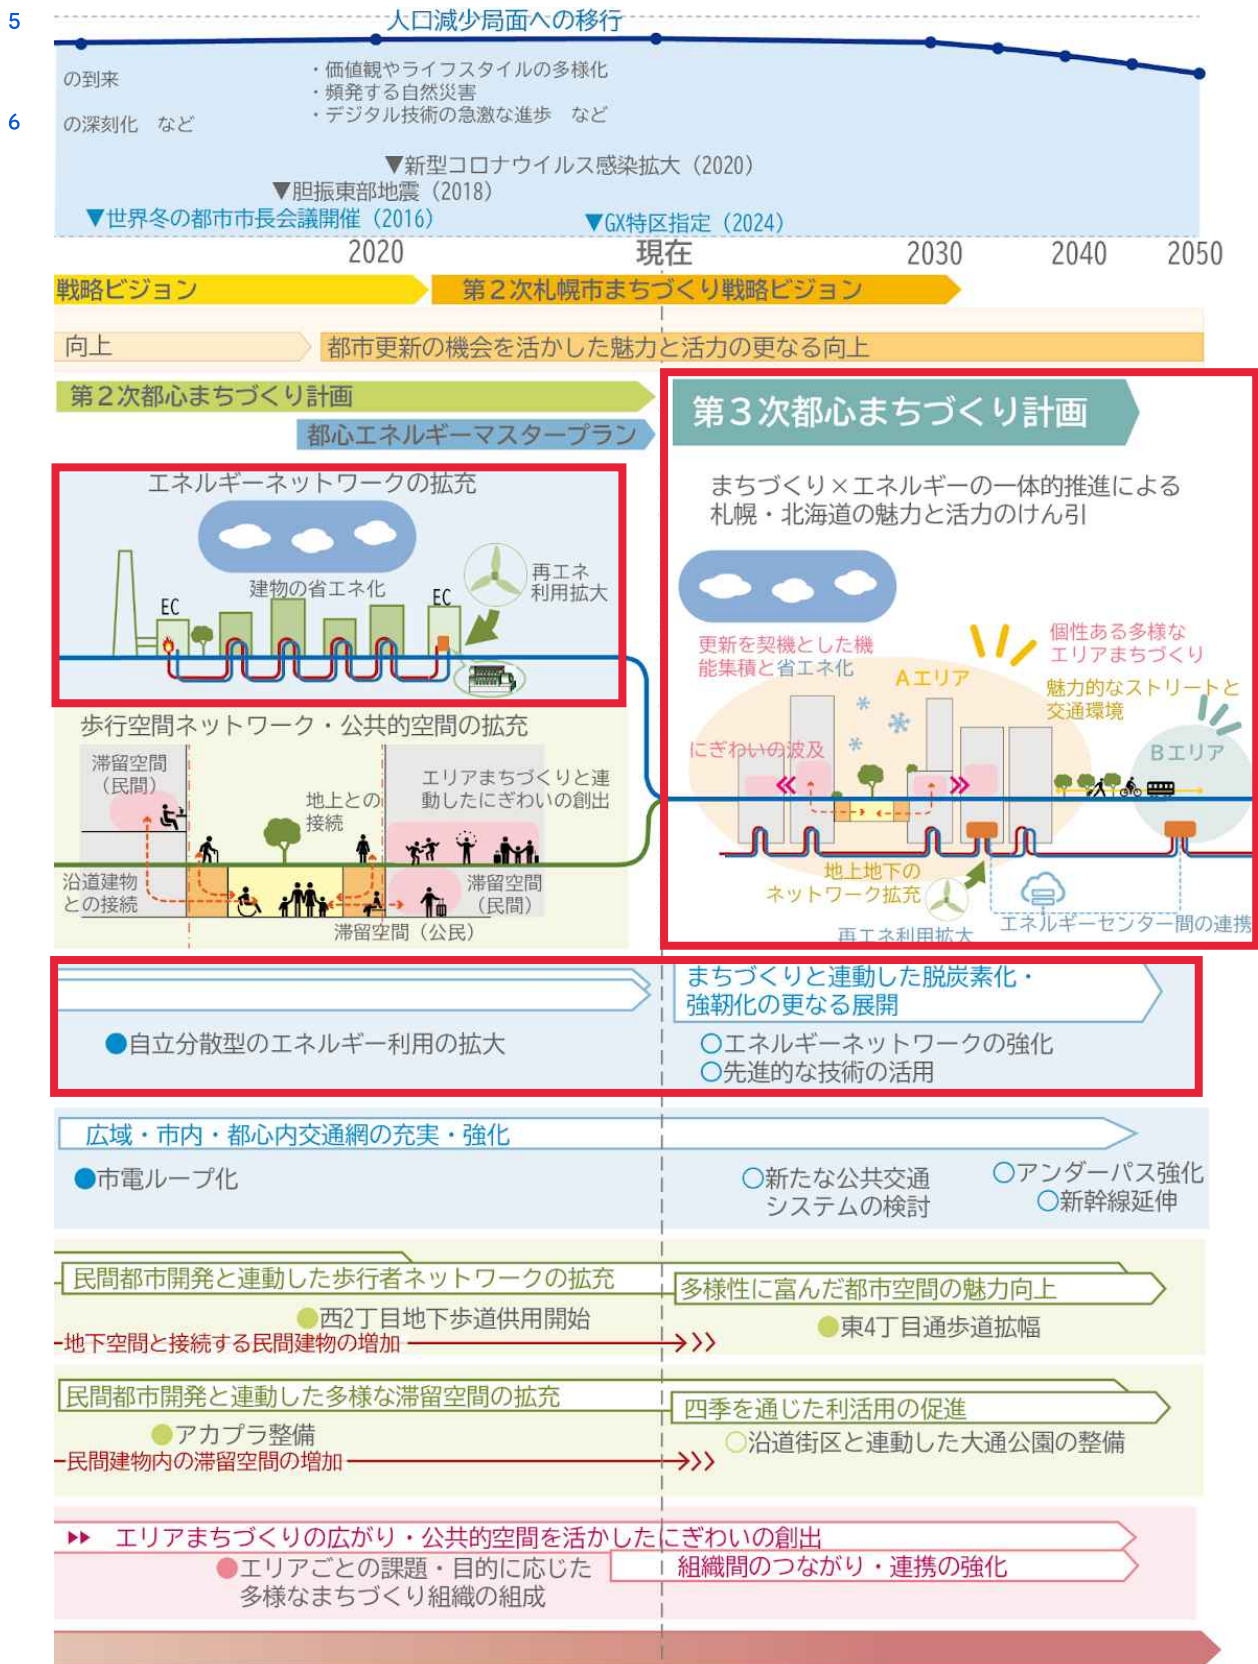 5
人口減少局面への移行
の到来
・価値観やライフスタイルの多様化
・頻発する自然災害
6
の深刻化 など
・デジタル技術の急激な進歩 など
▼新型コロナウイルス感染拡大（2020）
▼胆振東部地震（2018）
▼世界冬の都市市長会議開催（2016）
▼GX特区指定（2024）
2020
現在
2030
2040
2050
戦略ビジョン
第２次札幌市まちづくり戦略ビジョン
向上
都市更新の機会を活かした魅力と活力の更なる向上
第２次都心まちづくり計画
都心エネルギーマスタープラン
第３次都心まちづくり計画
エネルギーネットワークの拡充
建物の省エネ化
再エネ
利用拡大
EC
EC
まちづくり×エネルギーの一体的推進による
札幌・北海道の魅力と活力のけん引
更新を契機とした機
能集積と省エネ化
Aエリア
個性ある多様な
エリアまちづくり
魅力的なストリートと
交通環境
にぎわいの波及
Bエリア
地上地下の
ネットワーク拡充
再エネ利用拡大
エネルギーセンター間の連携
歩行空間ネットワーク・公共的空間の拡充
滞留空間
（民間）
地上との
接続
エリアまちづくりと連
動したにぎわいの創出
沿道建物
との接続
滞留空間
（民間）
滞留空間（公民）
まちづくりと連動した脱炭素化・
強靭化の更なる展開
●自立分散型のエネルギー利用の拡大
○エネルギーネットワークの強化
○先進的な技術の活用
広域・市内・都心内交通網の充実・強化
●市電ループ化
○新たな公共交通
システムの検討
○アンダーパス強化
○新幹線延伸
民間都市開発と連動した歩行者ネットワークの拡充
多様性に富んだ都市空間の魅力向上
●西2丁目地下歩道供用開始
●東4丁目通歩道拡幅
地下空間と接続する民間建物の増加
民間都市開発と連動した多様な滞留空間の拡充
四季を通じた利活用の促進
●アカプラ整備
○沿道街区と連動した大通公園の整備
民間建物内の滞留空間の増加
エリアまちづくりの広がり・公共的空間を活かしたにぎわいの創出
●エリアごとの課題・目的に応じた
多様なまちづくり組織の組成
組織間のつながり・連携の強化